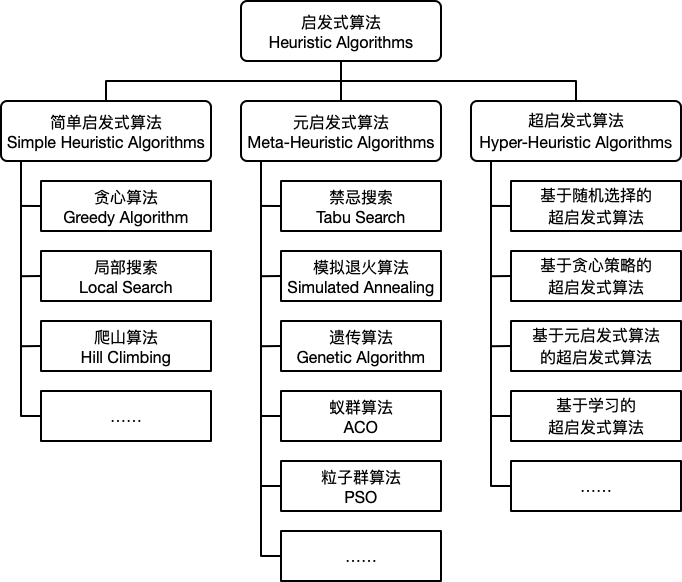 启发式算法
Heuristic Algorithms
简单启发式算法
Simple Heuristic Algorithms
贪心算法
Greedy Algorithm
局部搜索
Local Search
爬山算法
Hill Climbing
……
元启发式算法
Meta-Heuristic Algorithms
禁忌搜索
Tabu Search
模拟退火算法
Simulated Annealing
遗传算法
Genetic Algorithm
蚁群算法
ACO
粒子群算法
PSO
……
超启发式算法
Hyper-Heuristic Algorithms
基于随机选择的
超启发式算法
基于贪心策略的
超启发式算法
基于元启发式算法
的超启发式算法
基于学习的
超启发式算法
……